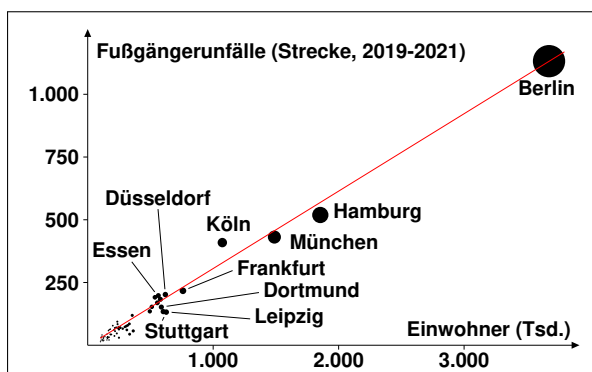 Fußgängerunfälle (Strecke, 2019-2021)
1.000
Berlin
750
Düsseldorf
500
Köln
Hamburg
Essen
München
250
Frankfurt
Dortmund
Leipzig
Stuttgart
Einwohner (Tsd.)
1.000
2.000
3.000